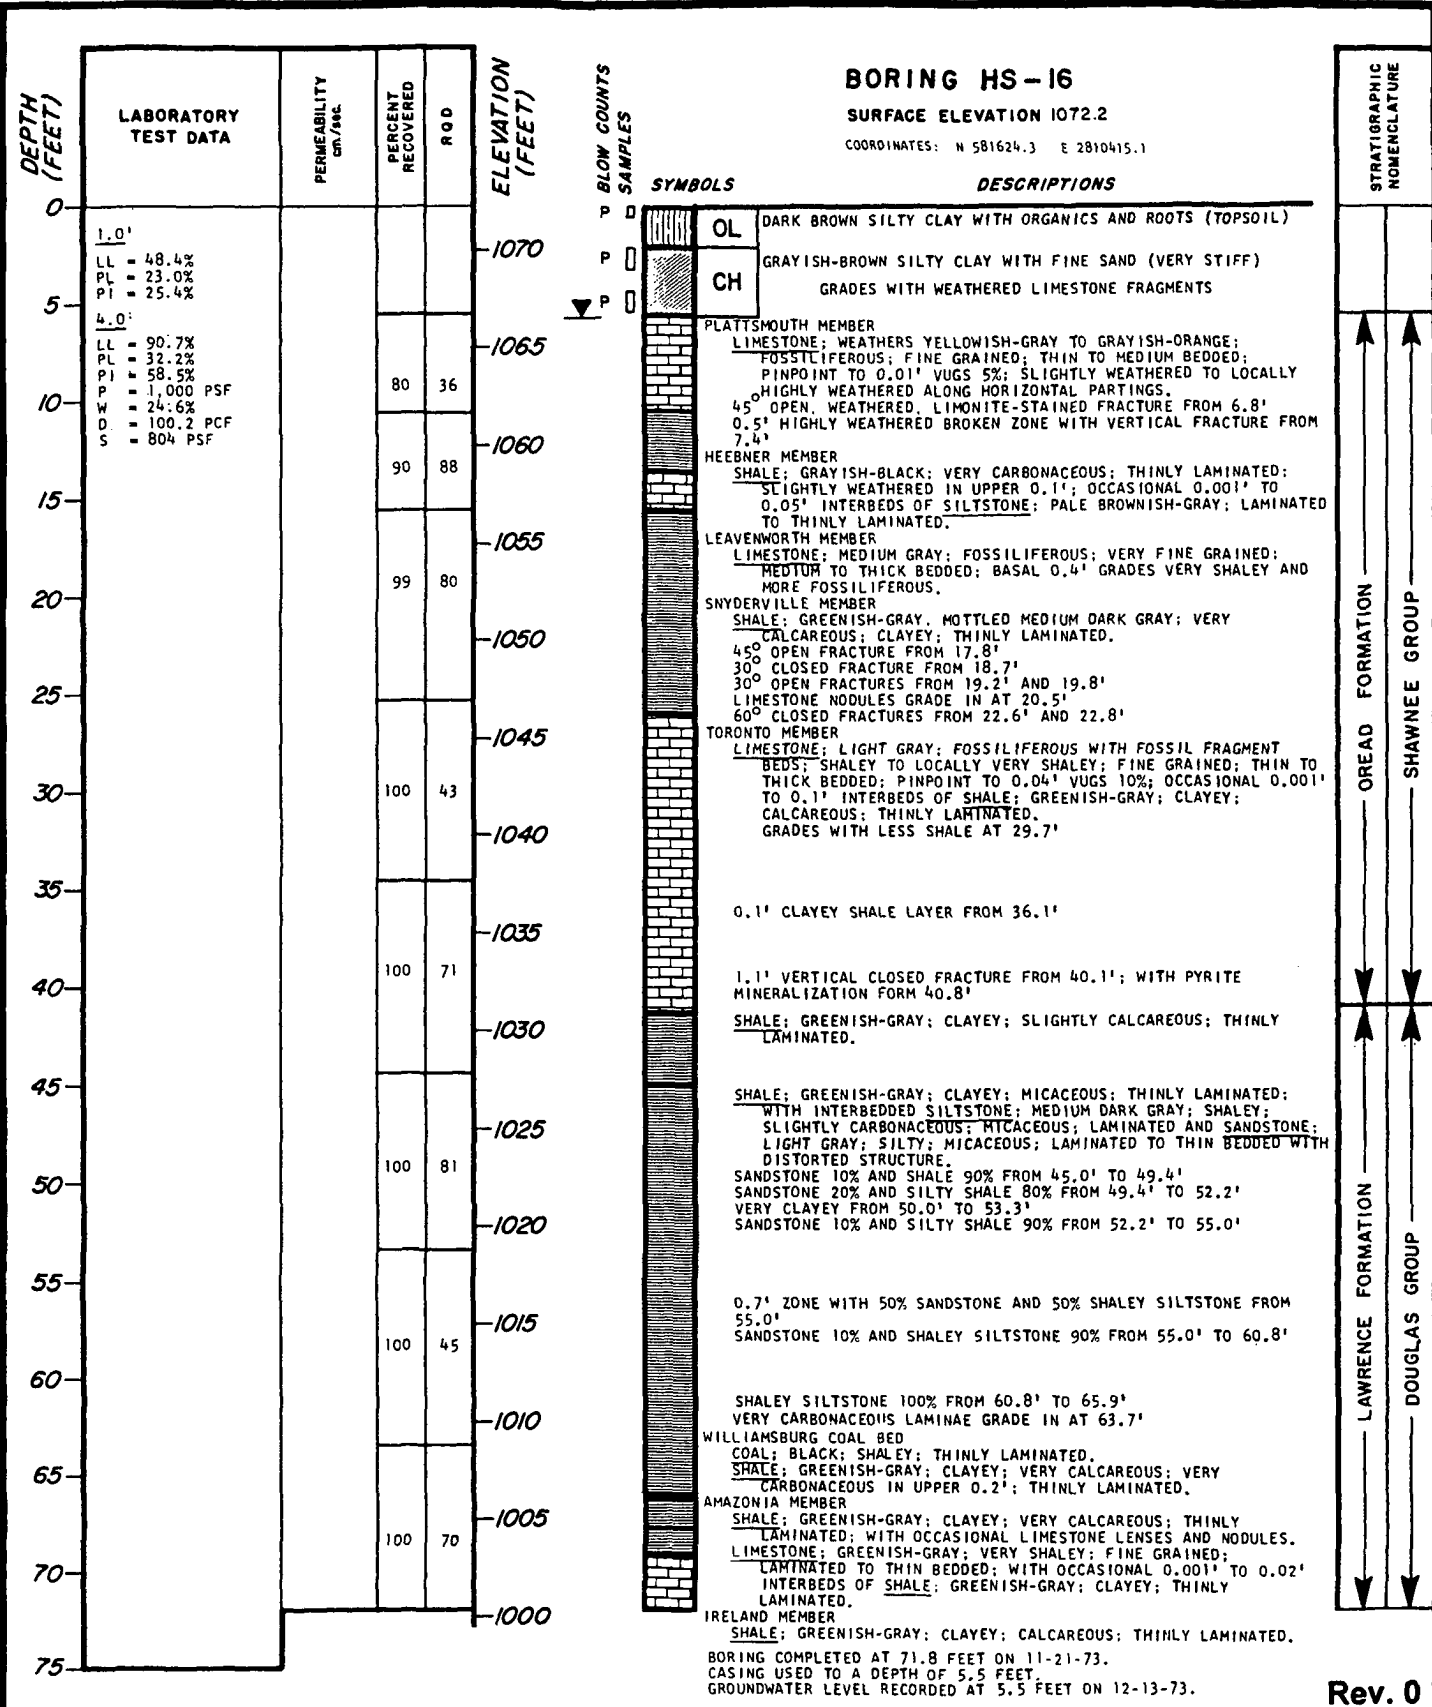 BORING HS-16
SURFACE ELEVATION 1072.2
COORDINATES: N 581624.3 E 2810415.1
DEPTH (FEET)
LABORATORY TEST DATA
PERMEABILITY cm/sec.
PERCENT RECOVERED
RQD
ELEVATION (FEET)
BLOW COUNTS
SAMPLES
SYMBOLS
DESCRIPTIONS
STRATIGRAPHIC NOMENCLATURE
0
5
10
15
20
25
30
35
40
45
50
55
60
65
70
75
1.0'
LL = 48.4%
PL = 23.0%
PI = 25.4%
4.0'
LL = 90.7%
PL = 32.2%
PI = 58.5%
P = 1,000 PSF
W = 24.6%
D = 100.2 PCF
S = 804 PSF
80 36
90 88
99 80
100 43
100 71
100 81
100 45
100 70
1070
1065
1060
1055
1050
1045
1040
1035
1030
1025
1020
1015
1010
1005
1000
P
P
P
OL
CH
DARK BROWN SILTY CLAY WITH ORGANICS AND ROOTS (TOPSOIL)
GRAYISH-BROWN SILTY CLAY WITH FINE SAND (VERY STIFF)
GRADES WITH WEATHERED LIMESTONE FRAGMENTS
PLATTSMOUTH MEMBER
LIMESTONE; WEATHERS YELLOWISH-GRAY TO GRAYISH-ORANGE;
FOSSILIFEROUS; FINE GRAINED; THIN TO MEDIUM BEDDED;
PINPOINT TO 0.01' VUGS 5%; SLIGHTLY WEATHERED TO LOCALLY
HIGHLY WEATHERED ALONG HORIZONTAL PARTINGS.
45° OPEN, WEATHERED, LIMONITE-STAINED FRACTURE FROM 6.8'
0.5' HIGHLY WEATHERED BROKEN ZONE WITH VERTICAL FRACTURE FROM
7.4'
HEEBNER MEMBER
SHALE; GRAYISH-BLACK; VERY CARBONACEOUS; THINLY LAMINATED;
SLIGHTLY WEATHERED IN UPPER 0.1'; OCCASIONAL 0.001' TO
0.05' INTERBEDS OF SILTSTONE; PALE BROWNISH-GRAY; LAMINATED
TO THINLY LAMINATED.
LEAVENWORTH MEMBER
LIMESTONE; MEDIUM GRAY; FOSSILIFEROUS; VERY FINE GRAINED;
MEDIUM TO THICK BEDDED; BASAL 0.4' GRADES VERY SHALEY AND
MORE FOSSILIFEROUS.
SNYDERVILLE MEMBER
SHALE; GREENISH-GRAY, MOTTLED MEDIUM DARK GRAY; VERY
CALCAREOUS; CLAYEY; THINLY LAMINATED.
45° OPEN FRACTURE FROM 17.8'
30° CLOSED FRACTURE FROM 18.7'
30° OPEN FRACTURES FROM 19.2' AND 19.8'
LIMESTONE NODULES GRADE IN AT 20.5'
60° CLOSED FRACTURES FROM 22.6' AND 22.8'
TORONTO MEMBER
LIMESTONE; LIGHT GRAY; FOSSILIFEROUS WITH FOSSIL FRAGMENT
BEDS; SHALEY TO LOCALLY VERY SHALEY; FINE GRAINED; THIN TO
THICK BEDDED; PINPOINT TO 0.04' VUGS 10%; OCCASIONAL 0.001'
TO 0.1' INTERBEDS OF SHALE; GREENISH-GRAY; CLAYEY;
CALCAREOUS; THINLY LAMINATED.
GRADES WITH LESS SHALE AT 29.7'
0.1' CLAYEY SHALE LAYER FROM 36.1'
1.1' VERTICAL CLOSED FRACTURE FROM 40.1'; WITH PYRITE
MINERALIZATION FORM 40.8'
SHALE; GREENISH-GRAY; CLAYEY; SLIGHTLY CALCAREOUS; THINLY
LAMINATED.
SHALE; GREENISH-GRAY; CLAYEY; MICACEOUS; THINLY LAMINATED;
WITH INTERBEDDED SILTSTONE; MEDIUM DARK GRAY; SHALEY;
SLIGHTLY CARBONACEOUS; MICACEOUS; LAMINATED AND SANDSTONE;
LIGHT GRAY; SILTY; MICACEOUS; LAMINATED TO THIN BEDDED WITH
DISTORTED STRUCTURE.
SANDSTONE 10% AND SHALE 90% FROM 45.0' TO 49.4'
SANDSTONE 20% AND SILTY SHALE 80% FROM 49.4' TO 52.2'
VERY CLAYEY FROM 50.0' TO 53.3'
SANDSTONE 10% AND SILTY SHALE 90% FROM 52.2' TO 55.0'
0.7' ZONE WITH 50% SANDSTONE AND 50% SHALEY SILTSTONE FROM
55.0'
SANDSTONE 10% AND SHALEY SILTSTONE 90% FROM 55.0' TO 60.8'
SHALEY SILTSTONE 100% FROM 60.8' TO 65.9'
VERY CARBONACEOUS LAMINAE GRADE IN AT 63.7'
WILLIAMSBURG COAL BED
COAL; BLACK; SHALEY; THINLY LAMINATED.
SHALE; GREENISH-GRAY; CLAYEY; VERY CALCAREOUS; VERY
CARBONACEOUS IN UPPER 0.2'; THINLY LAMINATED.
AMAZONIA MEMBER
SHALE; GREENISH-GRAY; CLAYEY; VERY CALCAREOUS; THINLY
LAMINATED; WITH OCCASIONAL LIMESTONE LENSES AND NODULES.
LIMESTONE; GREENISH-GRAY; VERY SHALEY; FINE GRAINED;
LAMINATED TO THIN BEDDED; WITH OCCASIONAL 0.001' TO 0.02'
INTERBEDS OF SHALE; GREENISH-GRAY; CLAYEY; THINLY
LAMINATED.
IRELAND MEMBER
SHALE; GREENISH-GRAY; CLAYEY; CALCAREOUS; THINLY LAMINATED.
BORING COMPLETED AT 71.8 FEET ON 11-21-73.
CASING USED TO A DEPTH OF 5.5 FEET.
GROUNDWATER LEVEL RECORDED AT 5.5 FEET ON 12-13-73.
OREAD FORMATION
SHAWNEE GROUP
LAWRENCE FORMATION
DOUGLAS GROUP
Rev. 0